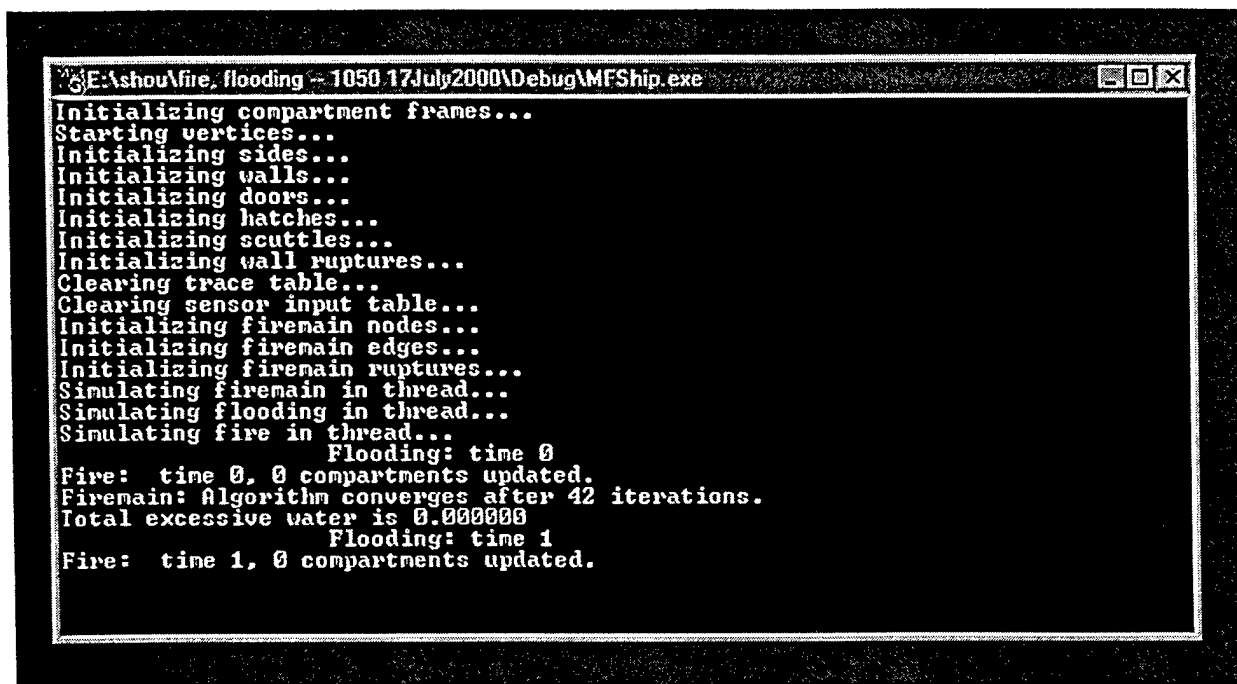 E:\shou\fire, flooding -- 1050 17July2000\Debug\MFShip.exe
Initializing compartment frames...
Starting vertices...
Initializing sides...
Initializing walls...
Initializing doors...
Initializing hatches...
Initializing scuttles...
Initializing wall ruptures...
Clearing trace table...
Clearing sensor input table...
Initializing firemain nodes...
Initializing firemain edges...
Initializing firemain ruptures...
Simulating firemain in thread...
Simulating flooding in thread...
Simulating fire in thread...
Flooding: time 0
Fire:  time 0, 0 compartments updated.
Firemain: Algorithm converges after 42 iterations.
Total excessive water is 0.000000
Flooding: time 1
Fire:  time 1, 0 compartments updated.